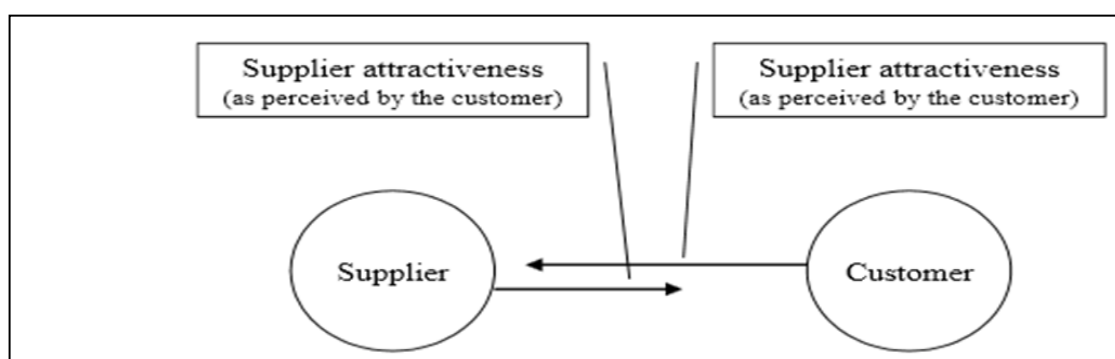 Supplier attractiveness
(as perceived by the customer)
Supplier attractiveness
(as perceived by the customer)
Supplier
Customer